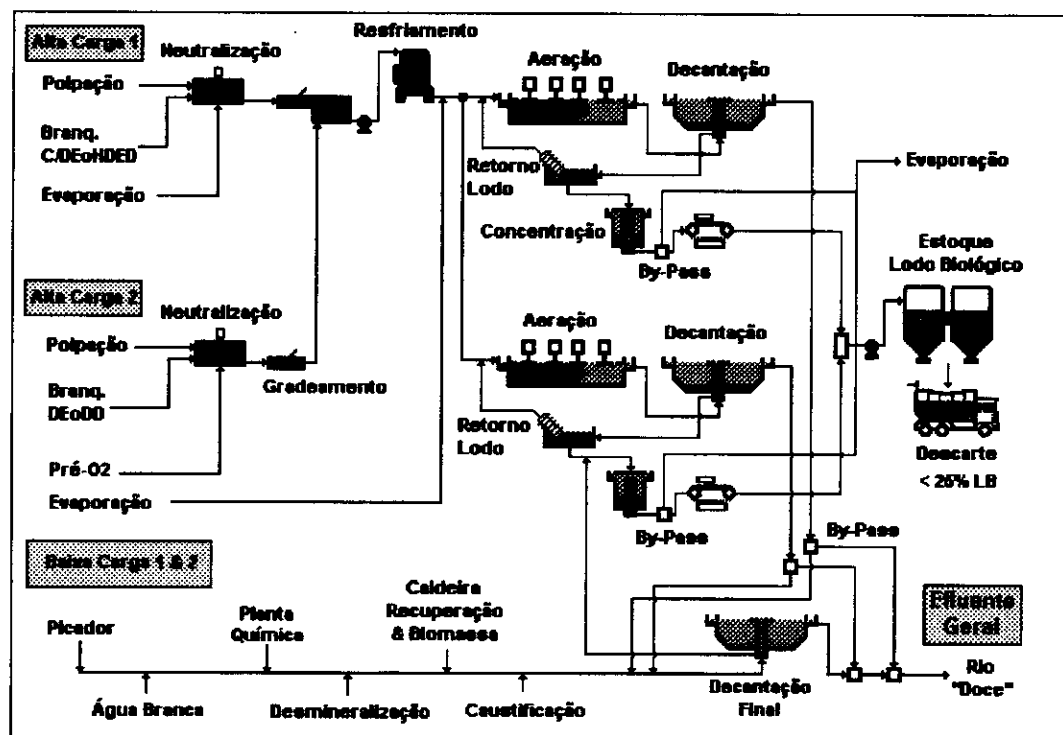 Alta Carga 1
Neutralização
Resfriamento
Aeração
Decantação
Polpação
Branq.
C/DEoHDED
Evaporação
Retorno
Lodo
Evaporação
Concentração
By-Pass
Estoque
Lodo Biológico
Alta Carga 2
Neutralização
Aeração
Decantação
Polpação
Gradeamento
Branq.
DEoDD
Retorno
Lodo
Descarte
< 25% LB
Pré-O2
Evaporação
By-Pass
By-Pass
Baixa Carga 1 & 2
Caldeira
Recuperação
& Biomassa
Efluente
Geral
Picador
Planta
Química
Rio
"Doce"
Água Branca
Desmineralização
Caustificação
Decantação
Final